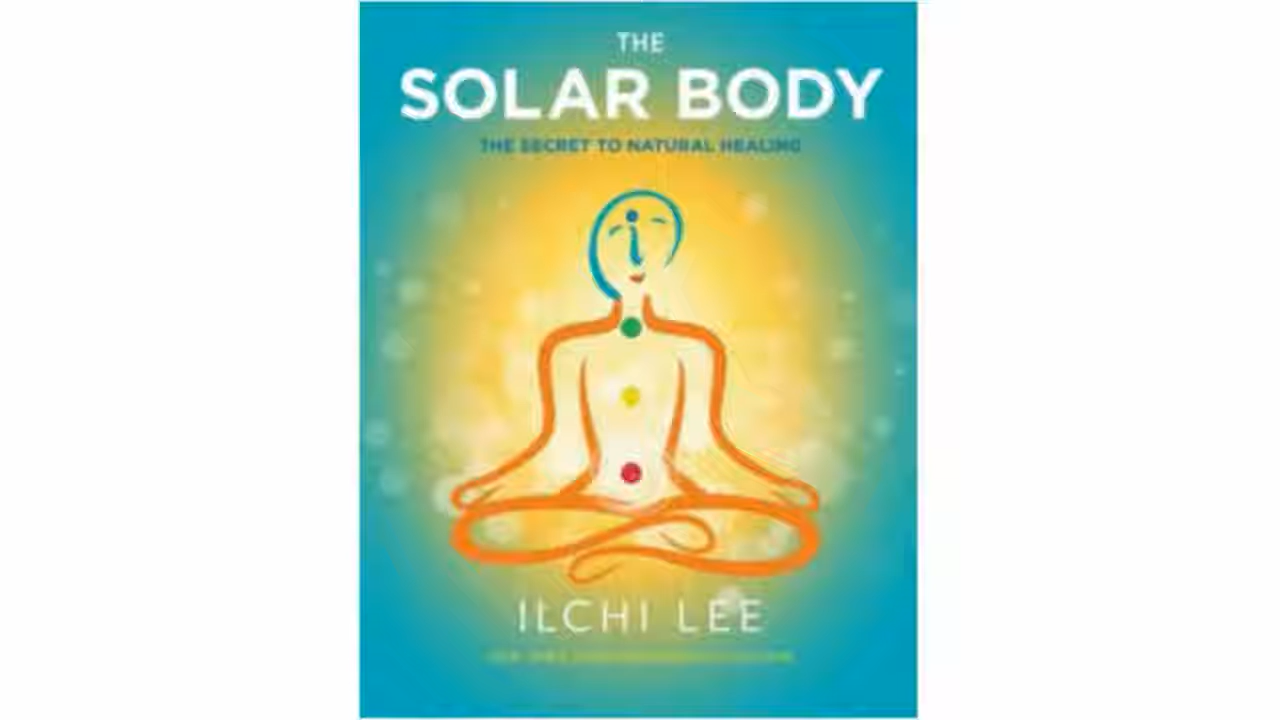 THE
SOLAR BODY
THE SECRET TO NATURAL HEALING
ILCHI LEE